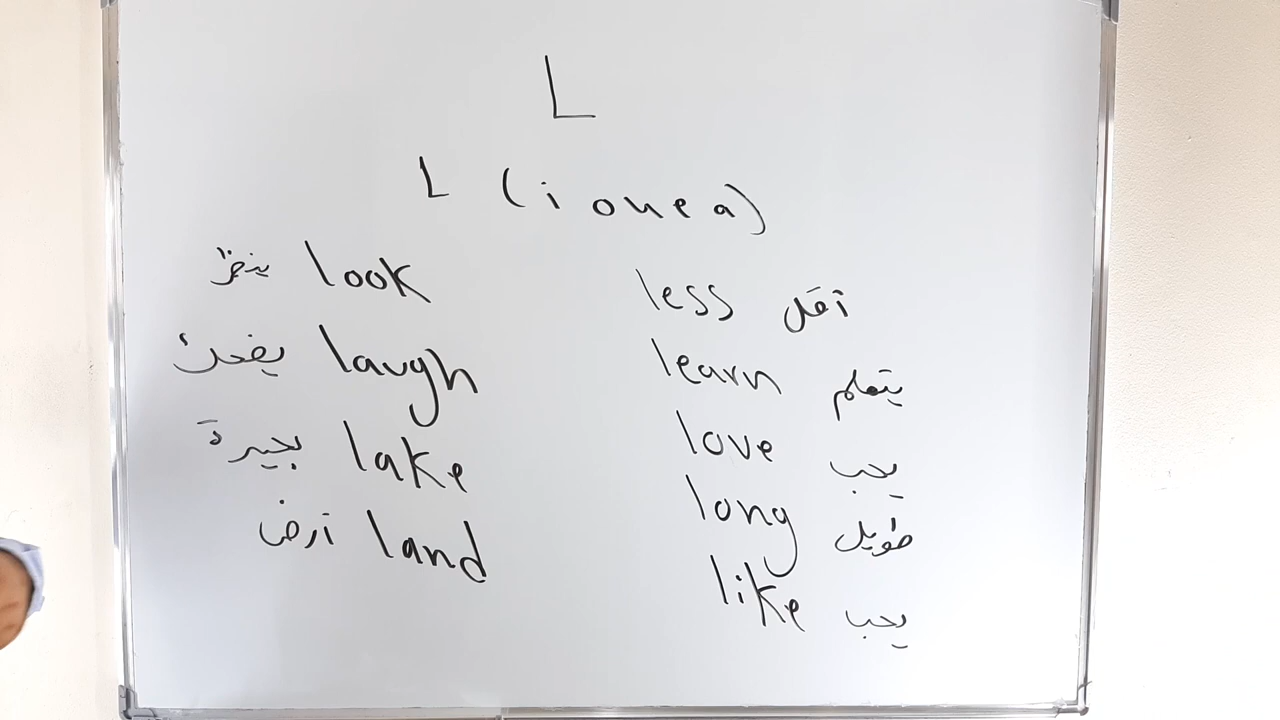 L
L (i o u e a)
ينظر look
يضحك laugh
بحيرة lake
أرض land
less أقل
learn يتعلم
love يحب
long طويل
like يحب